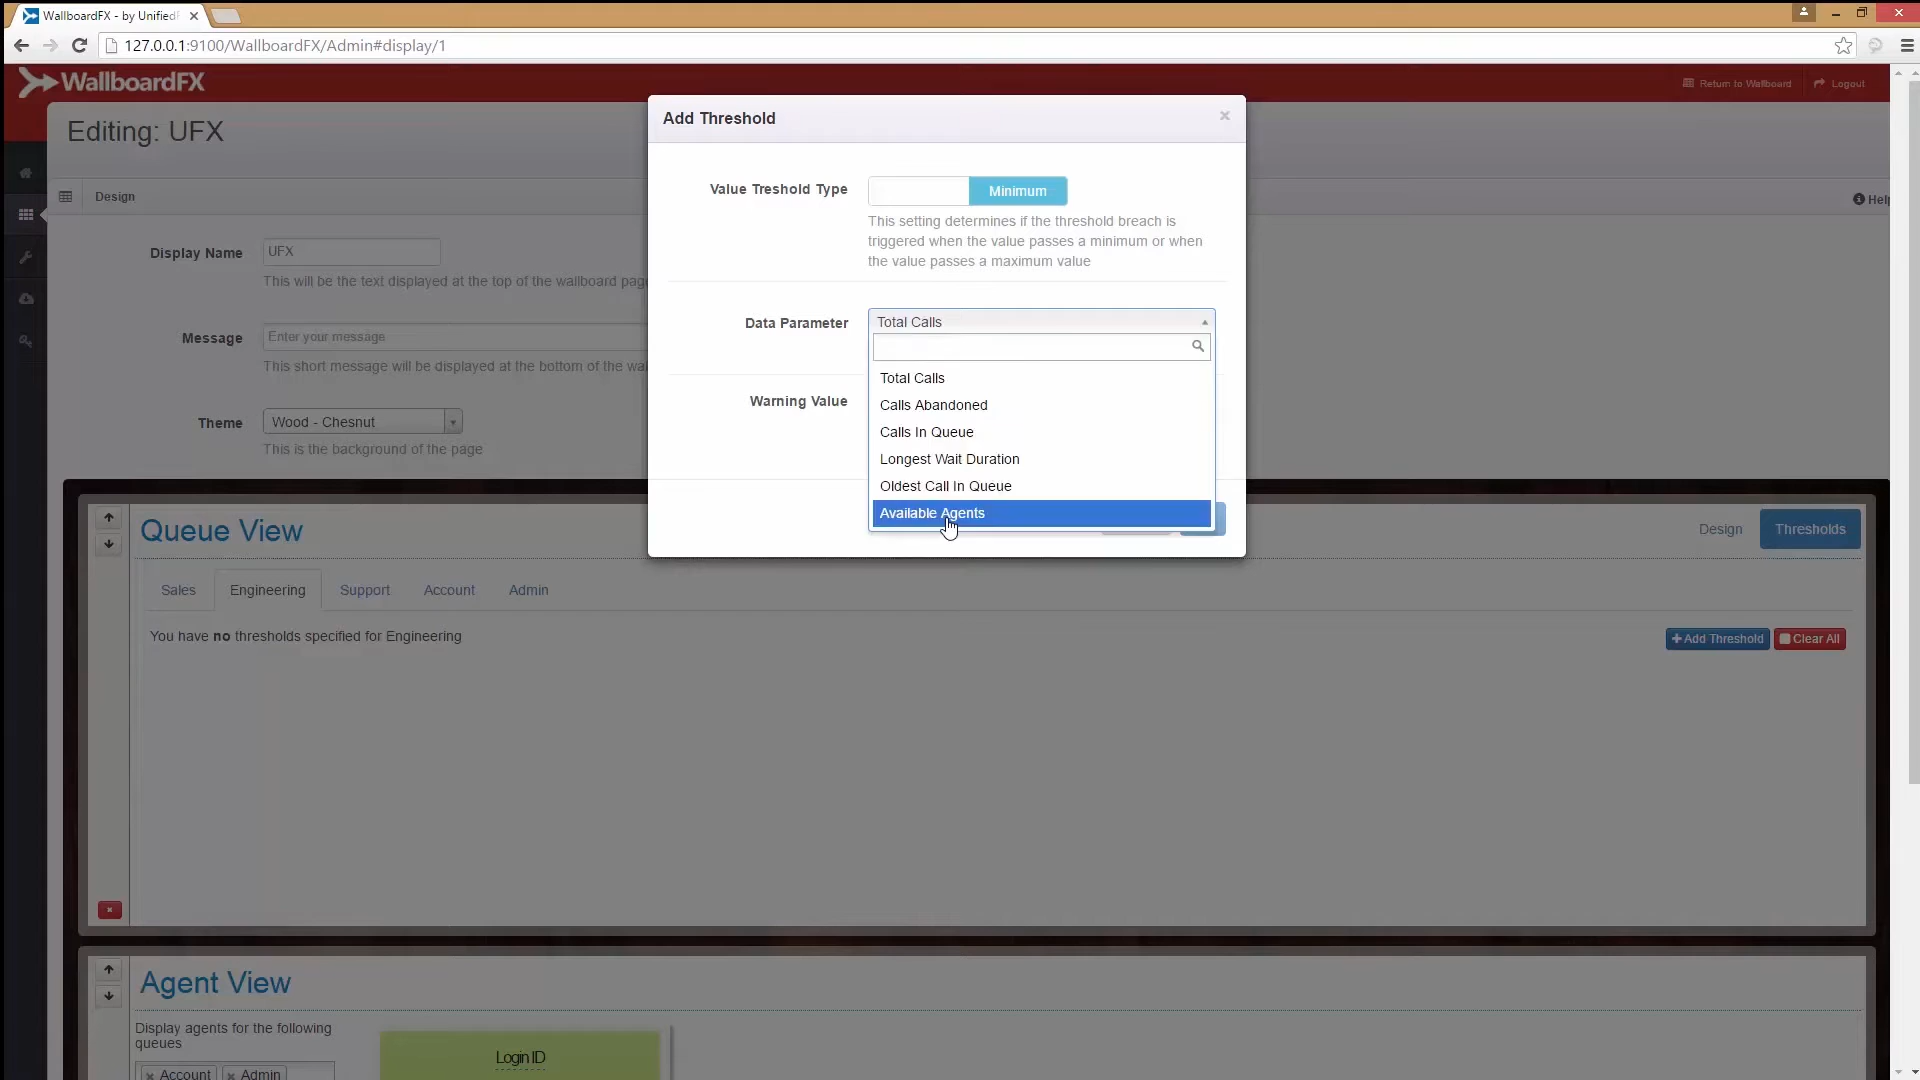 WallboardFX - by UnifiedF
127.0.0.1:9100/WallboardFX/Admin#display/1
WallboardFX
Return to Wallboard
Logout
Editing: UFX
Design
Help
Display Name
UFX
This will be the text displayed at the top of the wallboard page
Message
Enter your message
This short message will be displayed at the bottom of the wal
Theme
Wood - Chesnut
This is the background of the page
Add Threshold
Value Treshold Type
Minimum
This setting determines if the threshold breach is
triggered when the value passes a minimum or when
the value passes a maximum value
Data Parameter
Total Calls
Total Calls
Calls Abandoned
Calls In Queue
Longest Wait Duration
Oldest Call In Queue
Available Agents
Warning Value
Queue View
Design
Thresholds
Sales
Engineering
Support
Account
Admin
You have no thresholds specified for Engineering
Add Threshold
Clear All
Agent View
Display agents for the following
queues
Account
Admin
Login ID